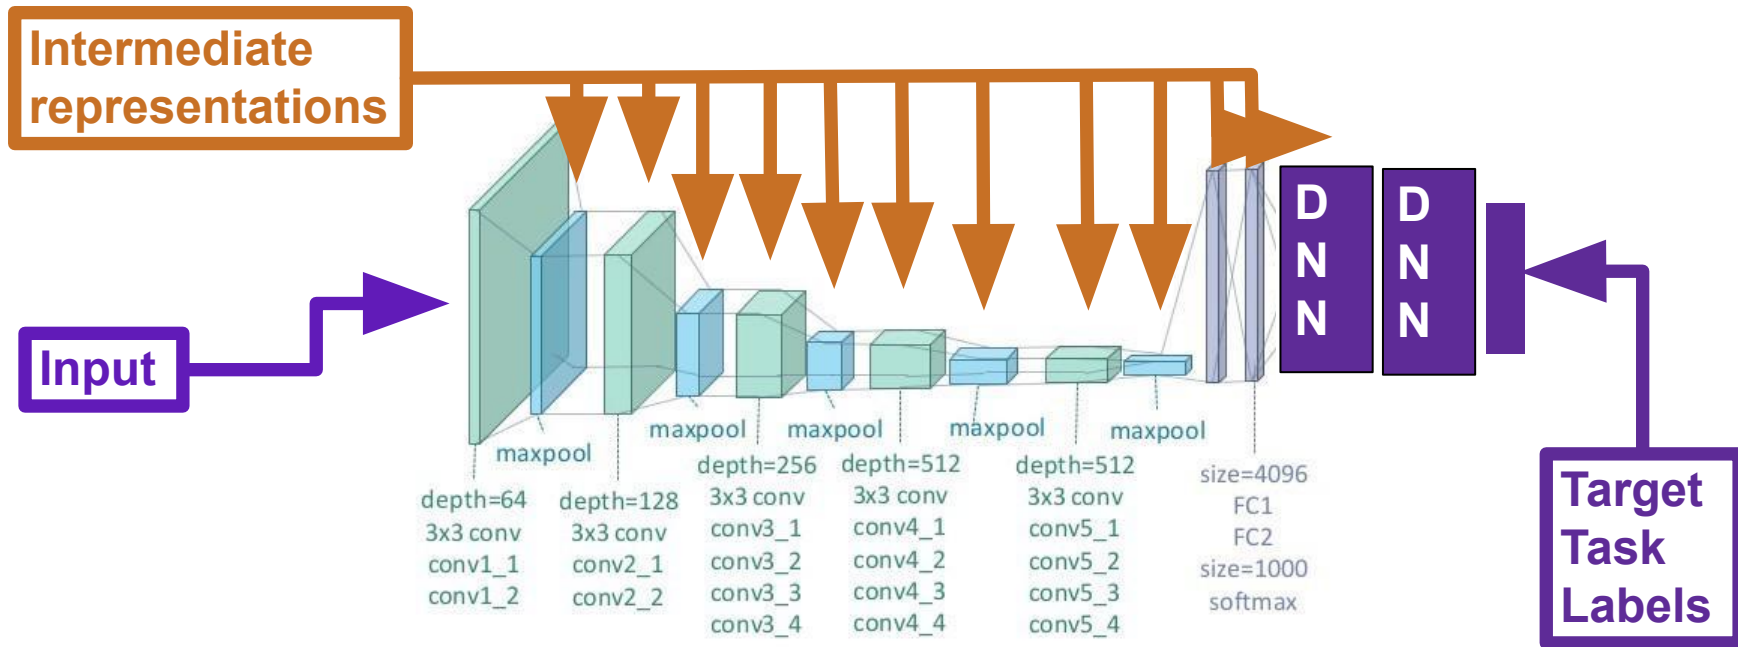 Intermediate
representations
Input
D
N
N
D
N
N
maxpool
maxpool
maxpool
maxpool
maxpool
depth=64
3x3 conv
conv1_1
conv1_2
depth=128
3x3 conv
conv2_1
conv2_2
depth=256
3x3 conv
conv3_1
conv3_2
conv3_3
conv3_4
depth=512
3x3 conv
conv4_1
conv4_2
conv4_3
conv4_4
depth=512
3x3 conv
conv5_1
conv5_2
conv5_3
conv5_4
size=4096
FC1
FC2
size=1000
softmax
Target
Task
Labels